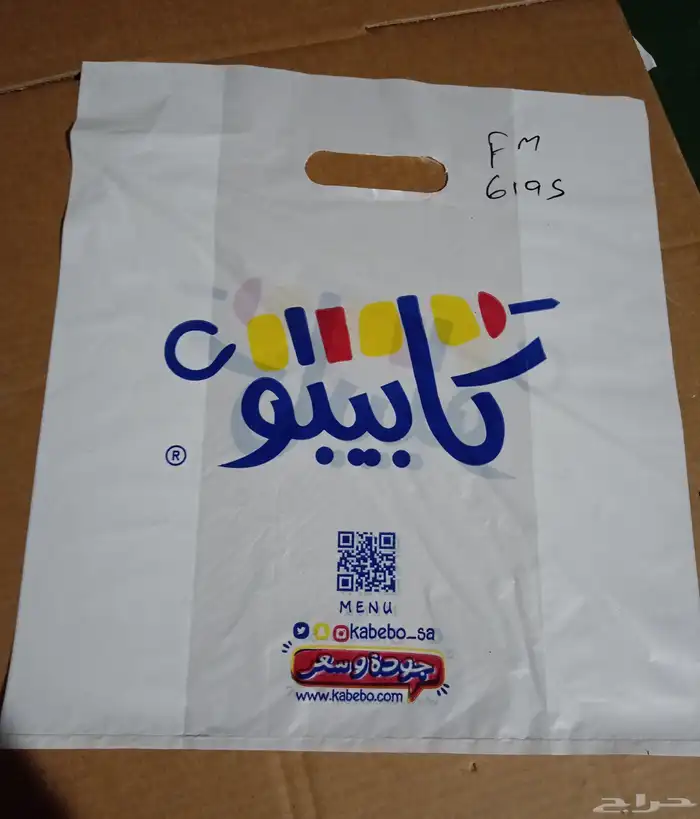 FM
6195
كابيبو
®
MENU
kabebo_sa
جودة وسعر
www.kabebo.com
حراج